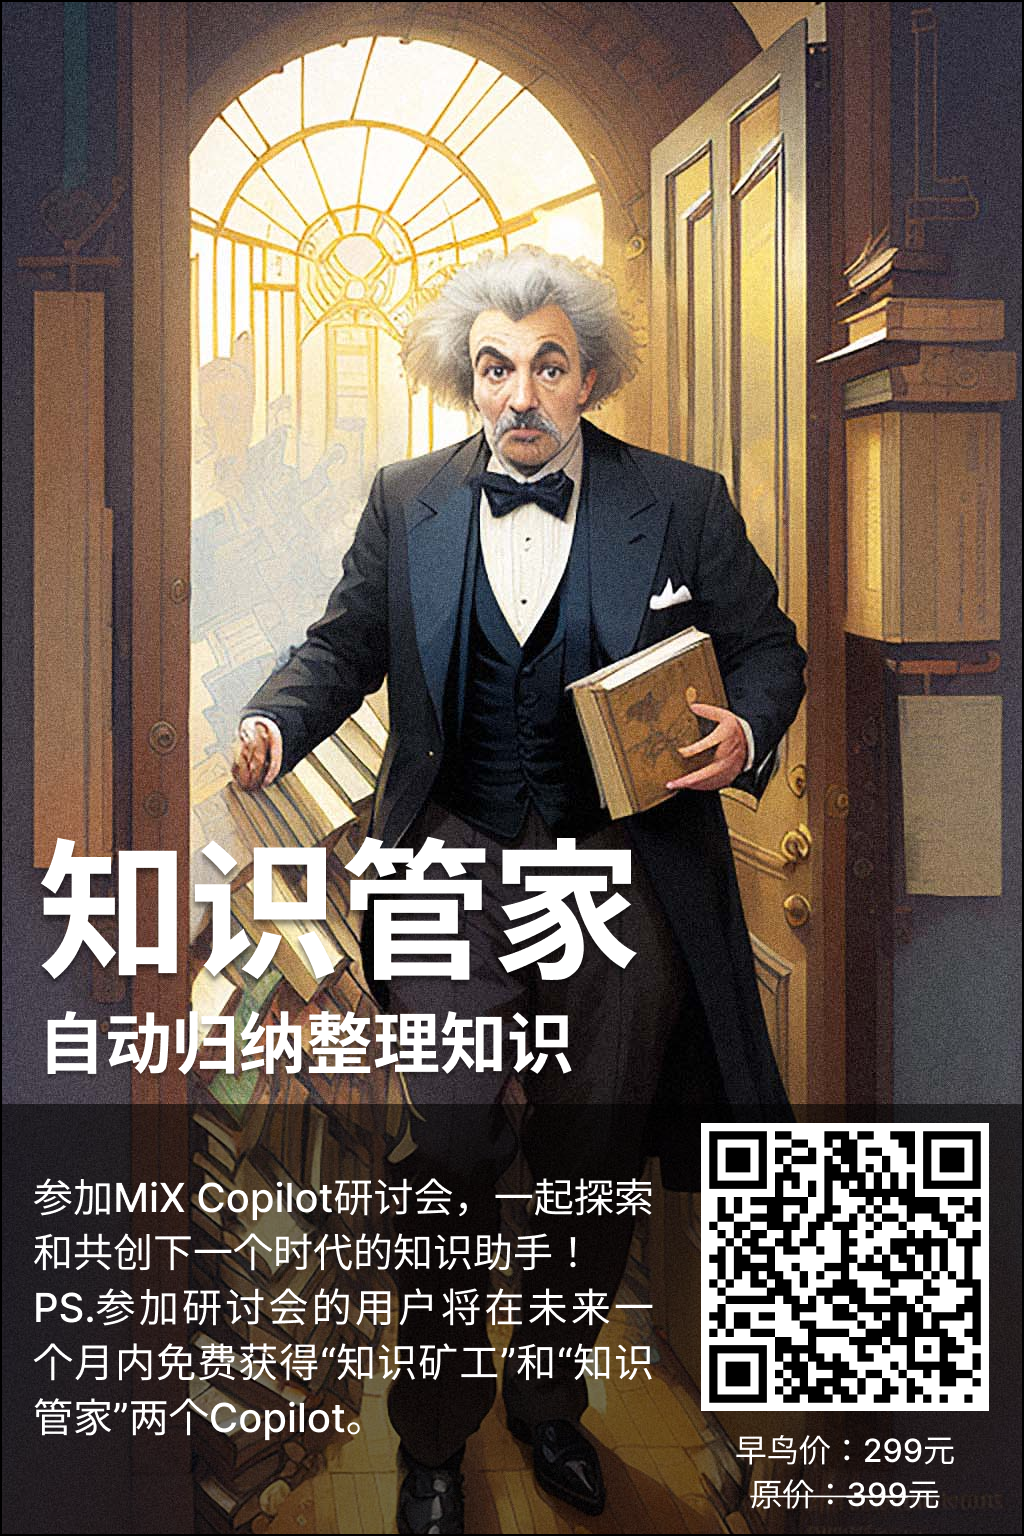 知识管家
自动归纳整理知识
参加MiX Copilot研讨会，一起探索
和共创下一个时代的知识助手！
PS.参加研讨会的用户将在未来一
个月内免费获得“知识矿工”和“知识
管家”两个Copilot。
早鸟价：299元
原价：399元